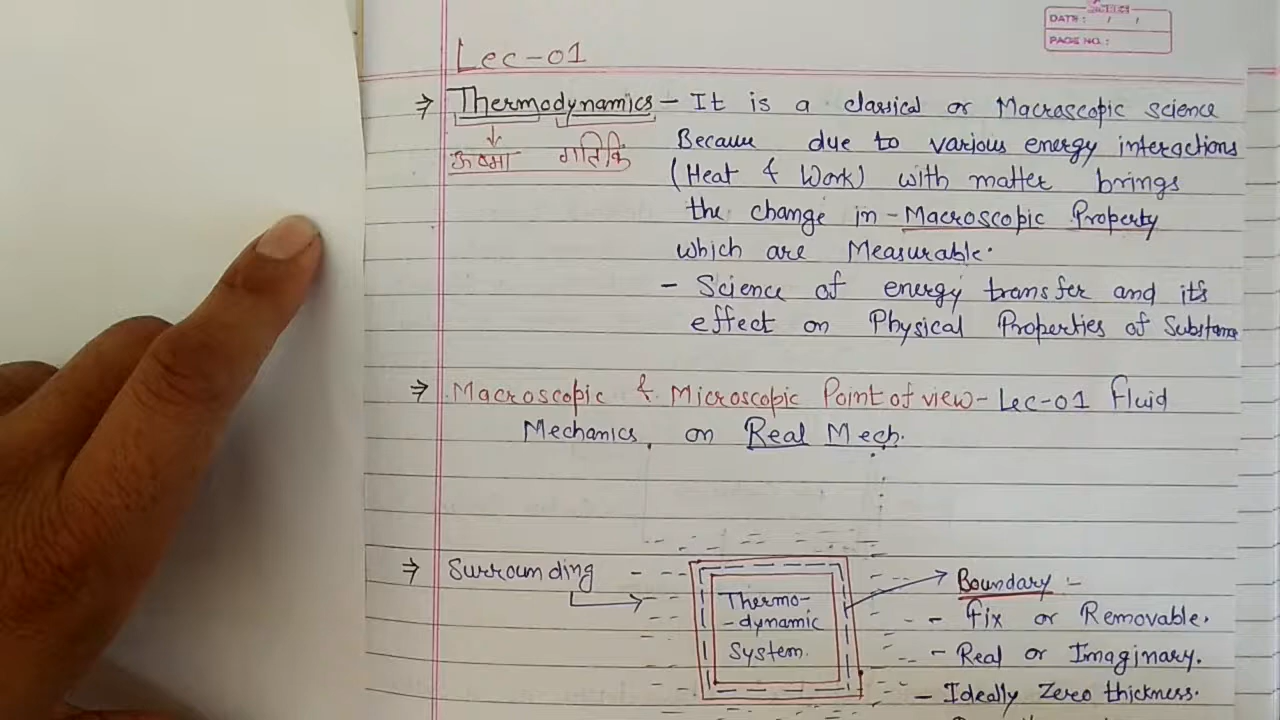 DATE : / /
PAGE NO. :
Lec-01
⇒ Thermodynamics - It is a classical or Macroscopic science
ऊष्मा गतिकि
Because due to various energy interactions
(Heat & Work) with matter brings
the change in - Macroscopic Property
which are Measurable.
- Science of energy transfer and it's
effect on Physical Properties of Substance
⇒ Macroscopic & Microscopic Point of view - Lec-01 Fluid
Mechanics, on Real Mech.
⇒ Surrounding
Thermo-
-dynamic
System.
Boundary :-
- Fix or Removable.
- Real or Imaginary.
- Ideally Zero thickness.